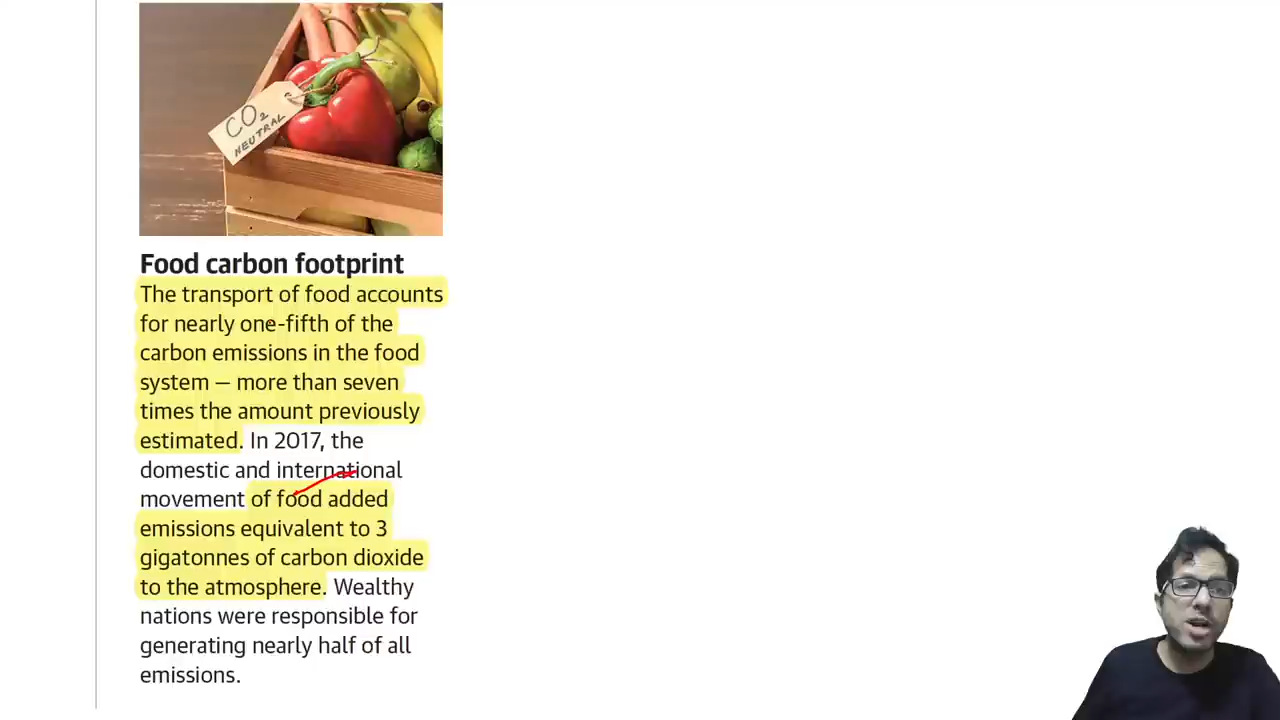 CO2
NEUTRAL
Food carbon footprint
The transport of food accounts
for nearly one-fifth of the
carbon emissions in the food
system — more than seven
times the amount previously
estimated. In 2017, the
domestic and international
movement of food added
emissions equivalent to 3
gigatonnes of carbon dioxide
to the atmosphere. Wealthy
nations were responsible for
generating nearly half of all
emissions.